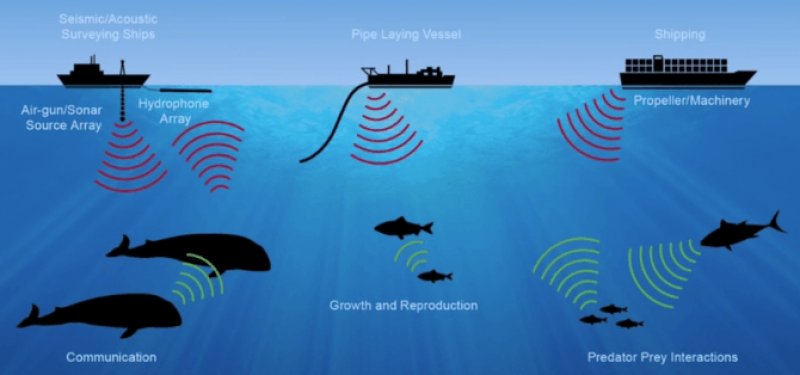 Seismic/Acoustic
Surveying Ships
Pipe Laying Vessel
Shipping
Air-gun/Sonar
Source Array
Hydrophone
Array
Propeller/Machinery
Growth and Reproduction
Communication
Predator Prey Interactions